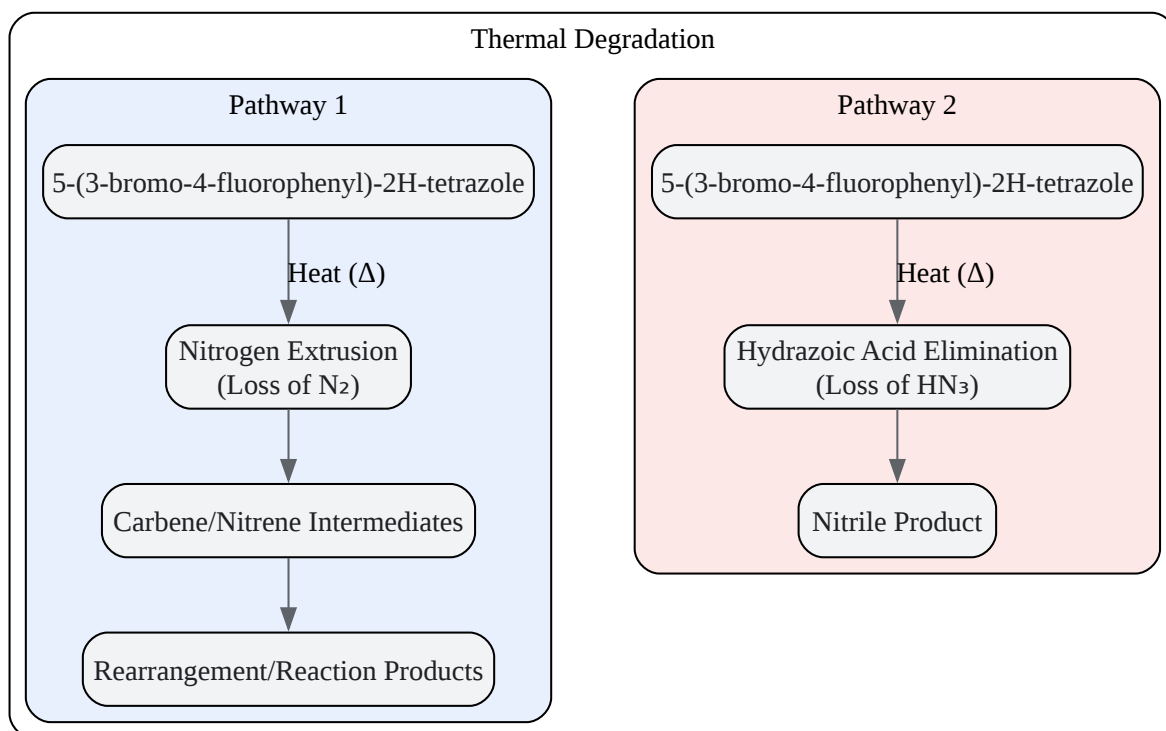 Thermal Degradation
Pathway 1
5-(3-bromo-4-fluorophenyl)-2H-tetrazole
Heat (Δ)
Nitrogen Extrusion
(Loss of N₂)
Carbene/Nitrene Intermediates
Rearrangement/Reaction Products
Pathway 2
5-(3-bromo-4-fluorophenyl)-2H-tetrazole
Heat (Δ)
Hydrazoic Acid Elimination
(Loss of HN₃)
Nitrile Product